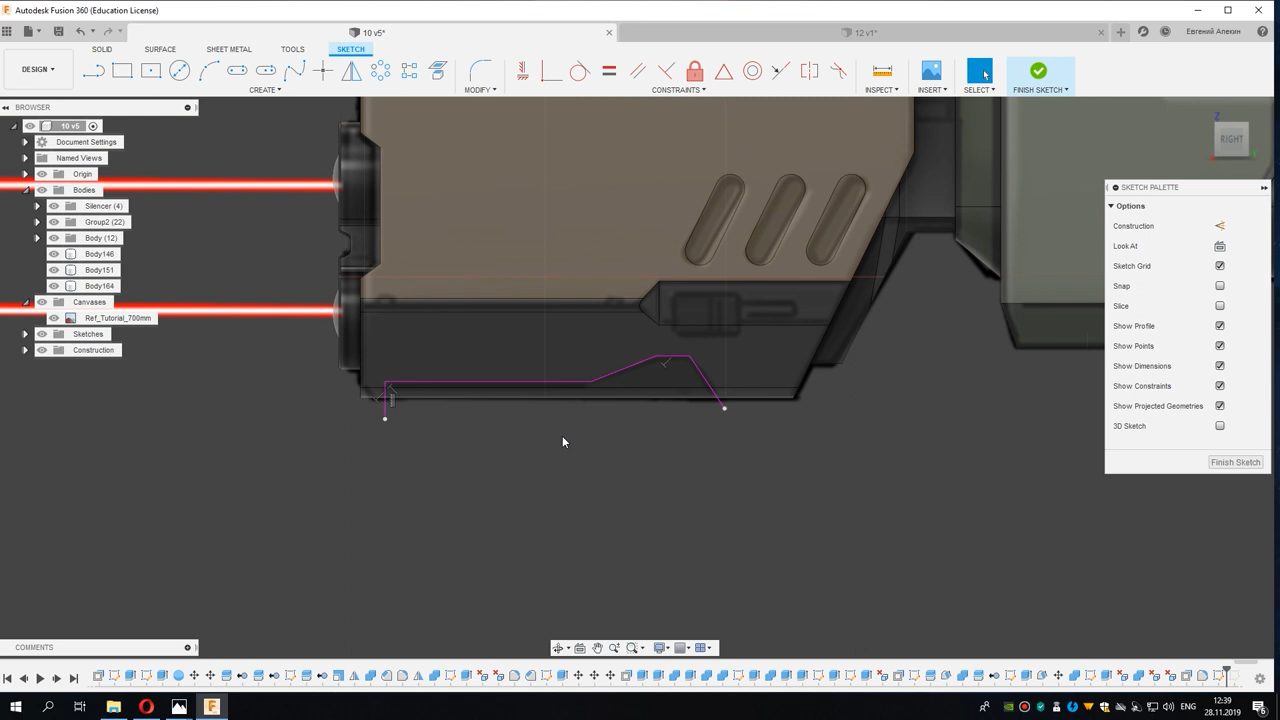 Autodesk Fusion 360 (Education License)
10 v5*
12 v1*
Евгений Апекин
DESIGN
SOLID
SURFACE
SHEET METAL
TOOLS
SKETCH
CREATE
MODIFY
CONSTRAINTS
INSPECT
INSERT
SELECT
FINISH SKETCH
BROWSER
10 v5
Document Settings
Named Views
Origin
Bodies
Silencer (4)
Group2 (22)
Body (12)
Body146
Body151
Body164
Canvases
Ref_Tutorial_700mm
Sketches
Construction
Z
RIGHT
SKETCH PALETTE
Options
Construction
Look At
Sketch Grid
Snap
Slice
Show Profile
Show Points
Show Dimensions
Show Constraints
Show Projected Geometries
3D Sketch
Finish Sketch
COMMENTS
12:39
ENG
28.11.2019
6